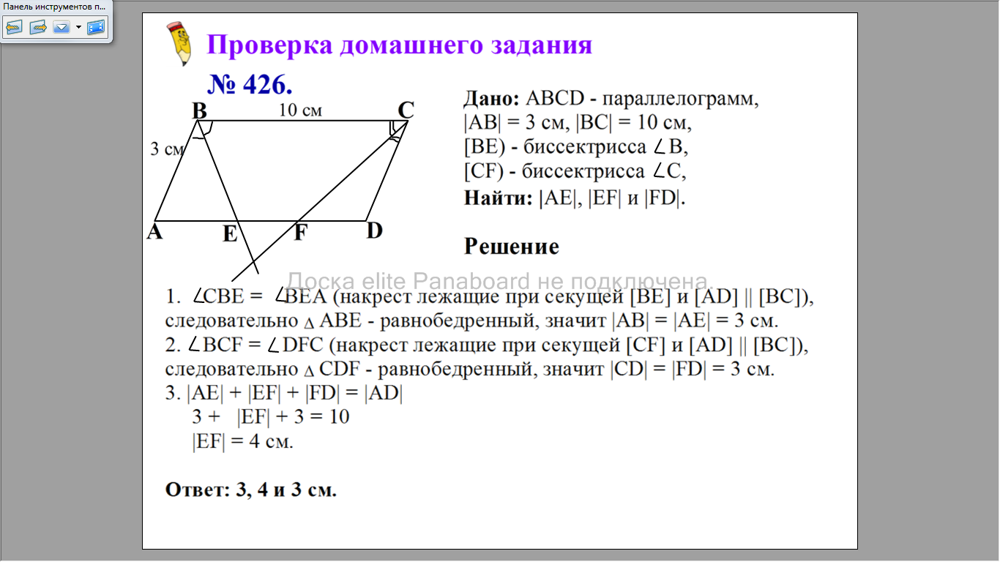 Панель инструментов п...
Проверка домашнего задания
№ 426.
B
10 см
C
3 см
A
E
F
D
Дано: ABCD - параллелограмм,
|AB| = 3 см, |BC| = 10 см,
[BE) - биссектрисса ∠B,
[CF) - биссектрисса ∠C,
Найти: |AE|, |EF| и |FD|.
Решение
Доска elite Panaboard не подключена.
1. ∠CBE = ∠BEA (накрест лежащие при секущей [BE] и [AD] || [BC]),
следовательно Δ ABE - равнобедренный, значит |AB| = |AE| = 3 см.
2. ∠BCF = ∠DFC (накрест лежащие при секущей [CF] и [AD] || [BC]),
следовательно Δ CDF - равнобедренный, значит |CD| = |FD| = 3 см.
3. |AE| + |EF| + |FD| = |AD|
3 + |EF| + 3 = 10
|EF| = 4 см.
Ответ: 3, 4 и 3 см.